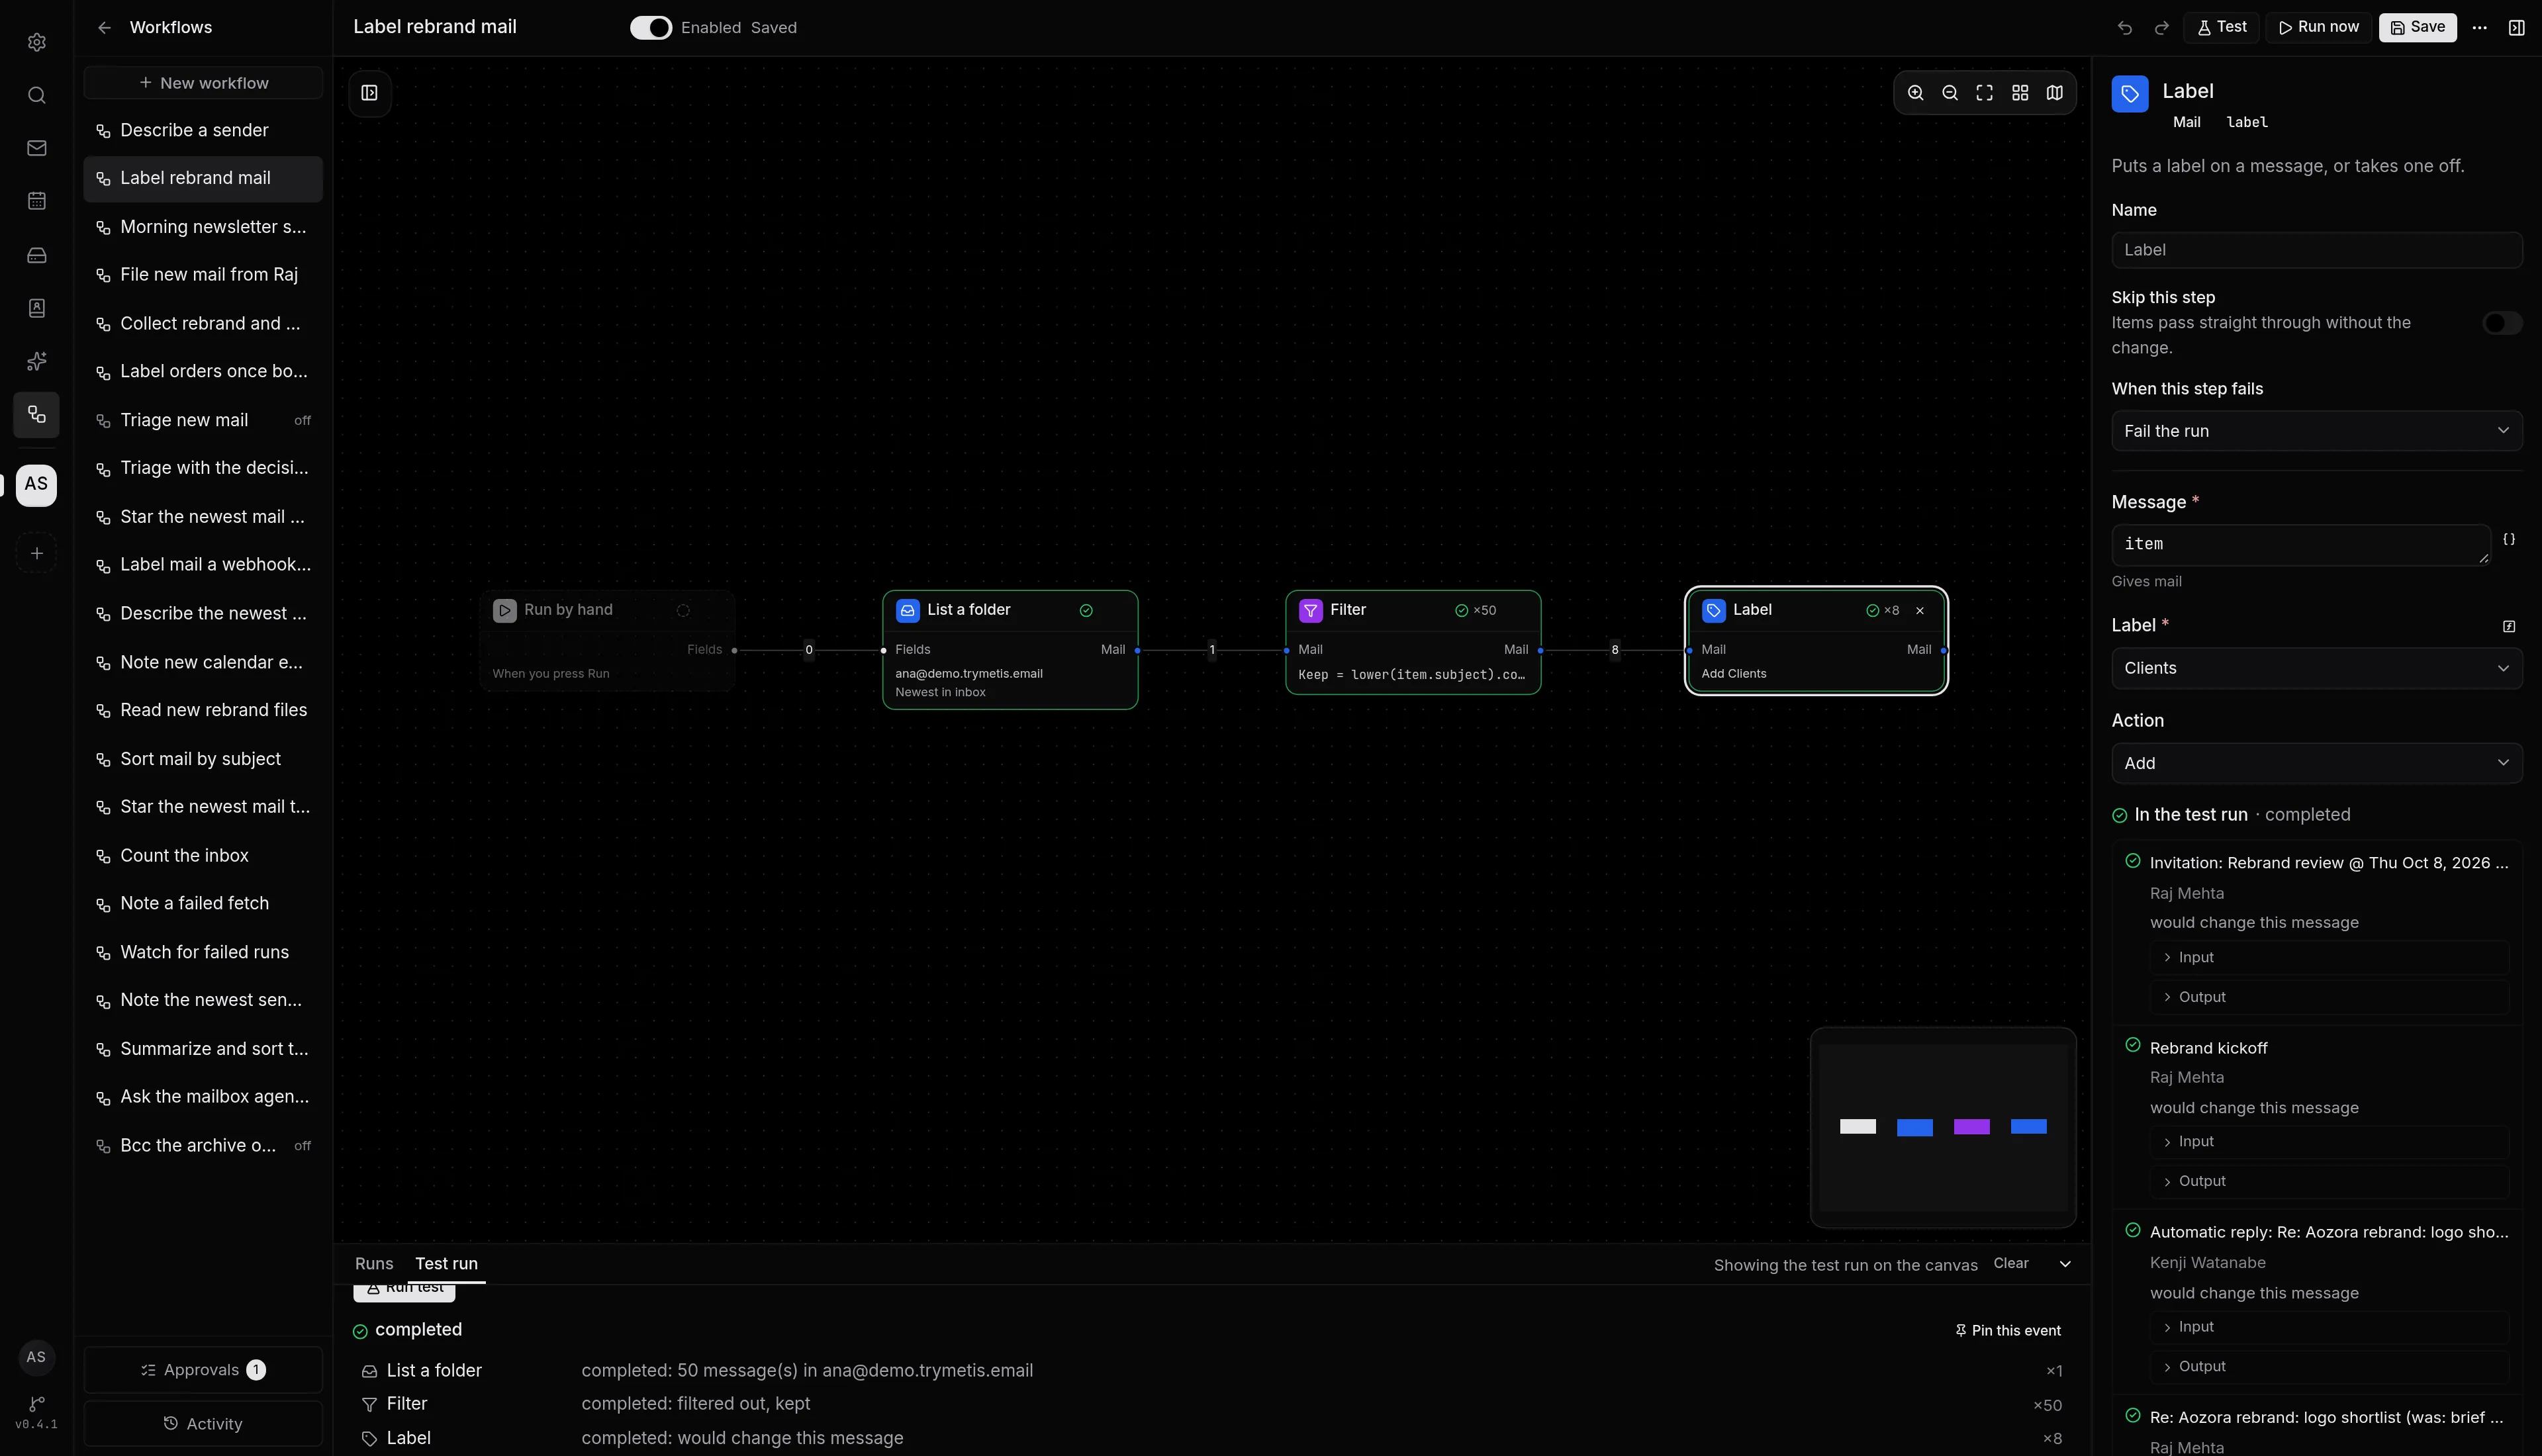 Workflows
Label rebrand mail
Enabled Saved
Test
Run now
Save
New workflow
Describe a sender
Label rebrand mail
Morning newsletter s...
File new mail from Raj
Collect rebrand and ...
Label orders once bo...
Triage new mail off
Triage with the decisi...
Star the newest mail ...
Label mail a webhook...
Describe the newest ...
Note new calendar e...
Read new rebrand files
Sort mail by subject
Star the newest mail t...
Count the inbox
Note a failed fetch
Watch for failed runs
Note the newest sen...
Summarize and sort t...
Ask the mailbox agen...
Bcc the archive o... off
Approvals 1
Activity
AS
AS
v0.4.1
Run by hand
Fields
When you press Run
0
List a folder
Fields Mail
ana@demo.trymetis.email
Newest in inbox
1
Filter ×50
Mail Mail
Keep = lower(item.subject).co…
8
Label ×8
Mail Mail
Add Clients
Runs
Test run
Showing the test run on the canvas
Clear
Run test
completed
Pin this event
List a folder completed: 50 message(s) in ana@demo.trymetis.email ×1
Filter completed: filtered out, kept ×50
Label completed: would change this message ×8
Label
Mail label
Puts a label on a message, or takes one off.
Name
Label
Skip this step
Items pass straight through without the
change.
When this step fails
Fail the run
Message *
item
{}
Gives mail
Label *
Clients
Action
Add
In the test run · completed
Invitation: Rebrand review @ Thu Oct 8, 2026 ...
Raj Mehta
would change this message
Input
Output
Rebrand kickoff
Raj Mehta
would change this message
Input
Output
Automatic reply: Re: Aozora rebrand: logo sho...
Kenji Watanabe
would change this message
Input
Output
Re: Aozora rebrand: logo shortlist (was: brief ...
Raj Mehta